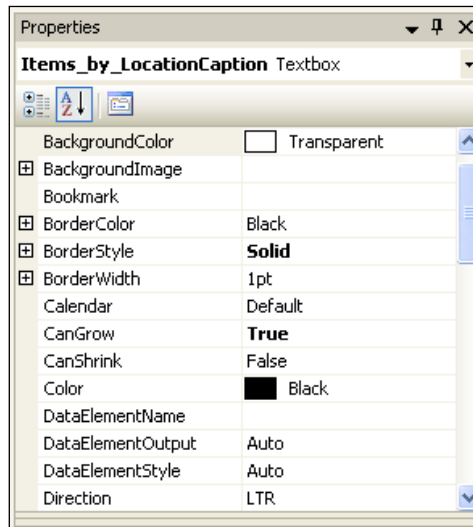 Properties
Items_by_LocationCaption Textbox
BackgroundColor Transparent
BackgroundImage
Bookmark
BorderColor Black
BorderStyle Solid
BorderWidth 1pt
Calendar Default
CanGrow True
CanShrink False
Color Black
DataElementName
DataElementOutput Auto
DataElementStyle Auto
Direction LTR